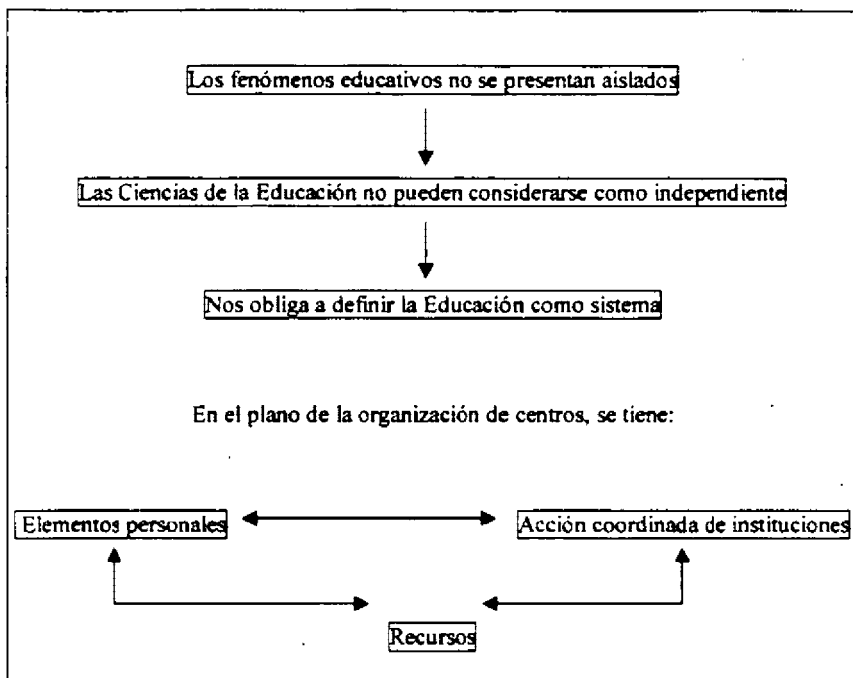 Los fenómenos educativos no se presentan aislados
Las Ciencias de la Educación no pueden considerarse como independiente
Nos obliga a definir la Educación como sistema
En el plano de la organización de centros, se tiene:
Elementos personales
Acción coordinada de instituciones
Recursos